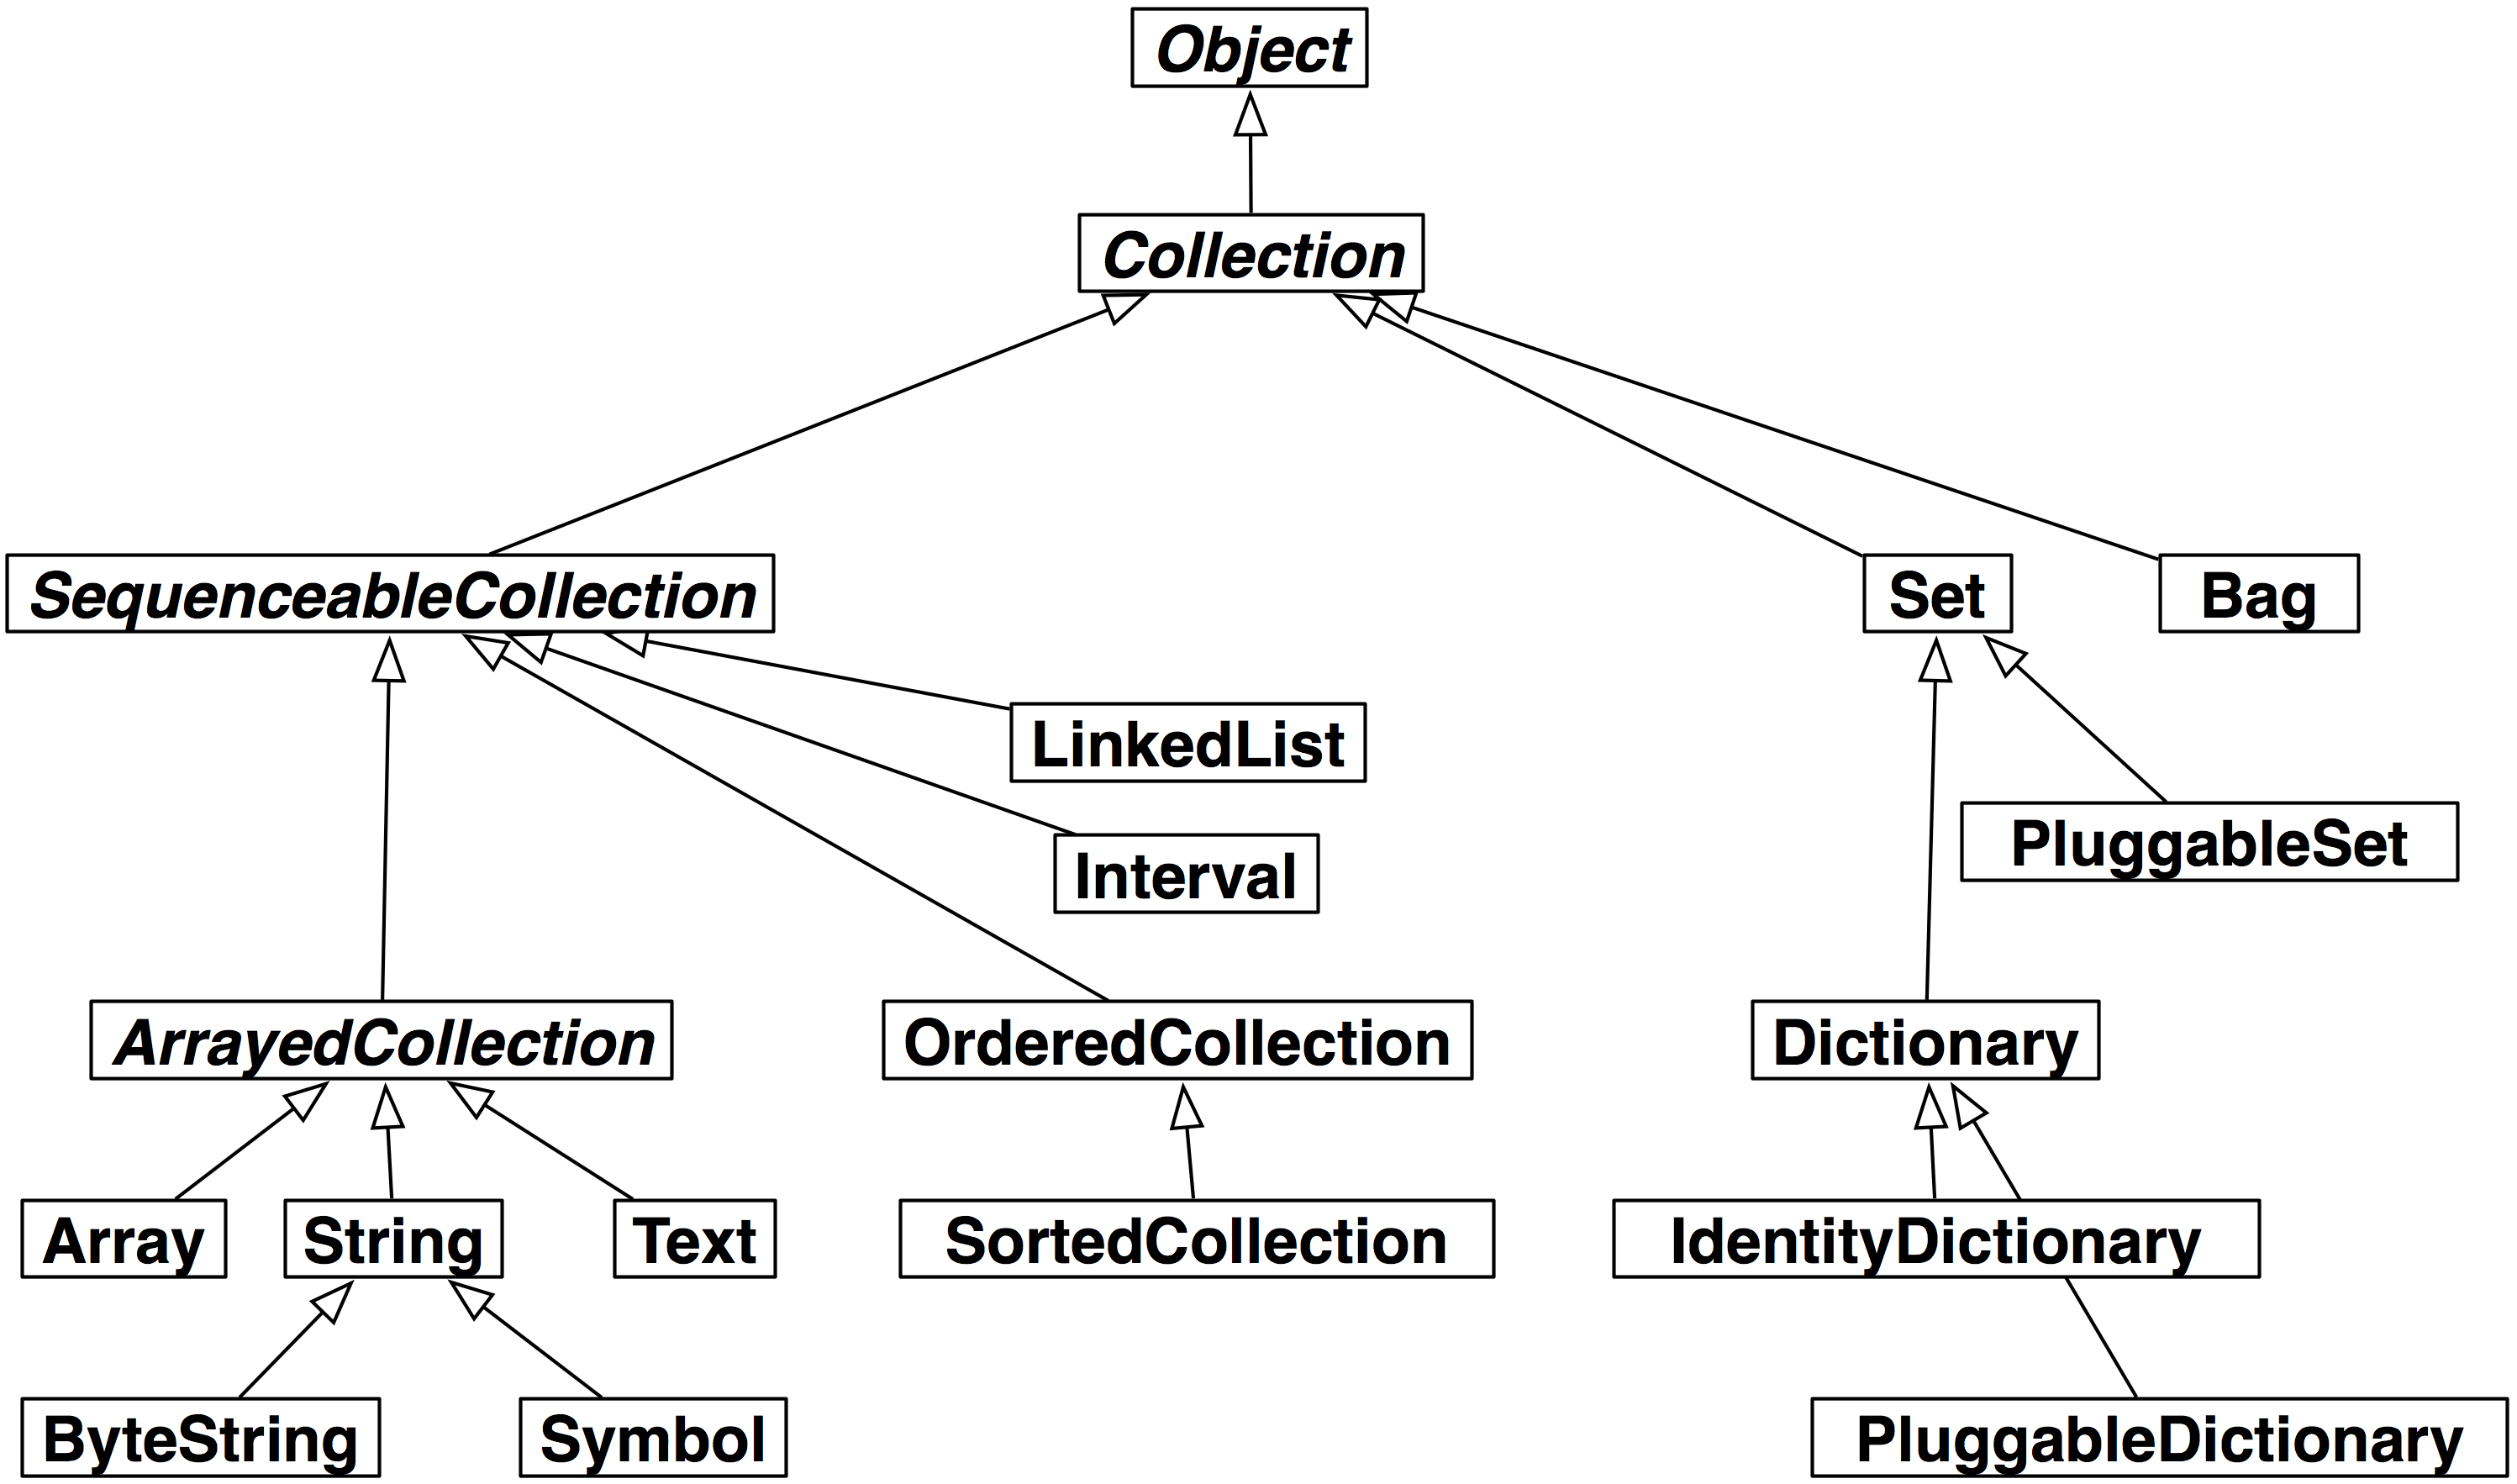 Object
Collection
SequenceableCollection
Set
Bag
LinkedList
PluggableSet
Interval
ArrayedCollection
OrderedCollection
Dictionary
Array
String
Text
SortedCollection
IdentityDictionary
ByteString
Symbol
PluggableDictionary